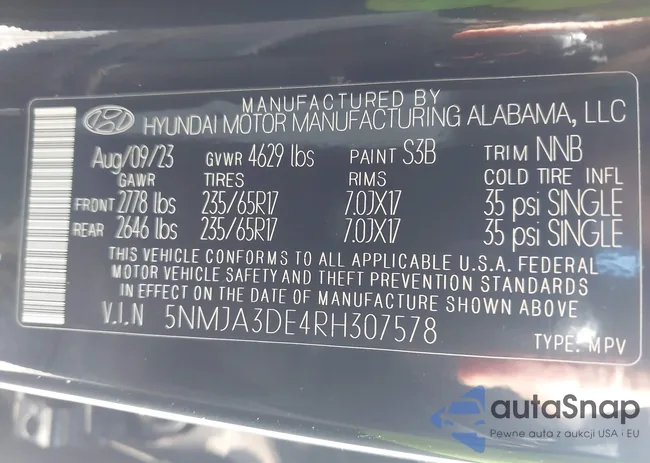 MANUFACTURED BY
HYUNDAI MOTOR MANUFACTURING ALABAMA, LLC
Aug/09/23 GVWR 4629 lbs PAINT S3B TRIM NNB
GAWR TIRES RIMS COLD TIRE INFL
FRONT 2778 lbs 235/65R17 7.0JX17 35 psi SINGLE
REAR 2646 lbs 235/65R17 7.0JX17 35 psi SINGLE
THIS VEHICLE CONFORMS TO ALL APPLICABLE U.S.A. FEDERAL
MOTOR VEHICLE SAFETY AND THEFT PREVENTION STANDARDS
IN EFFECT ON THE DATE OF MANUFACTURE SHOWN ABOVE
V.I.N 5NMJA3DE4RH307578
TYPE: MPV
autaSnap
Pewne auta z aukcji USA i EU